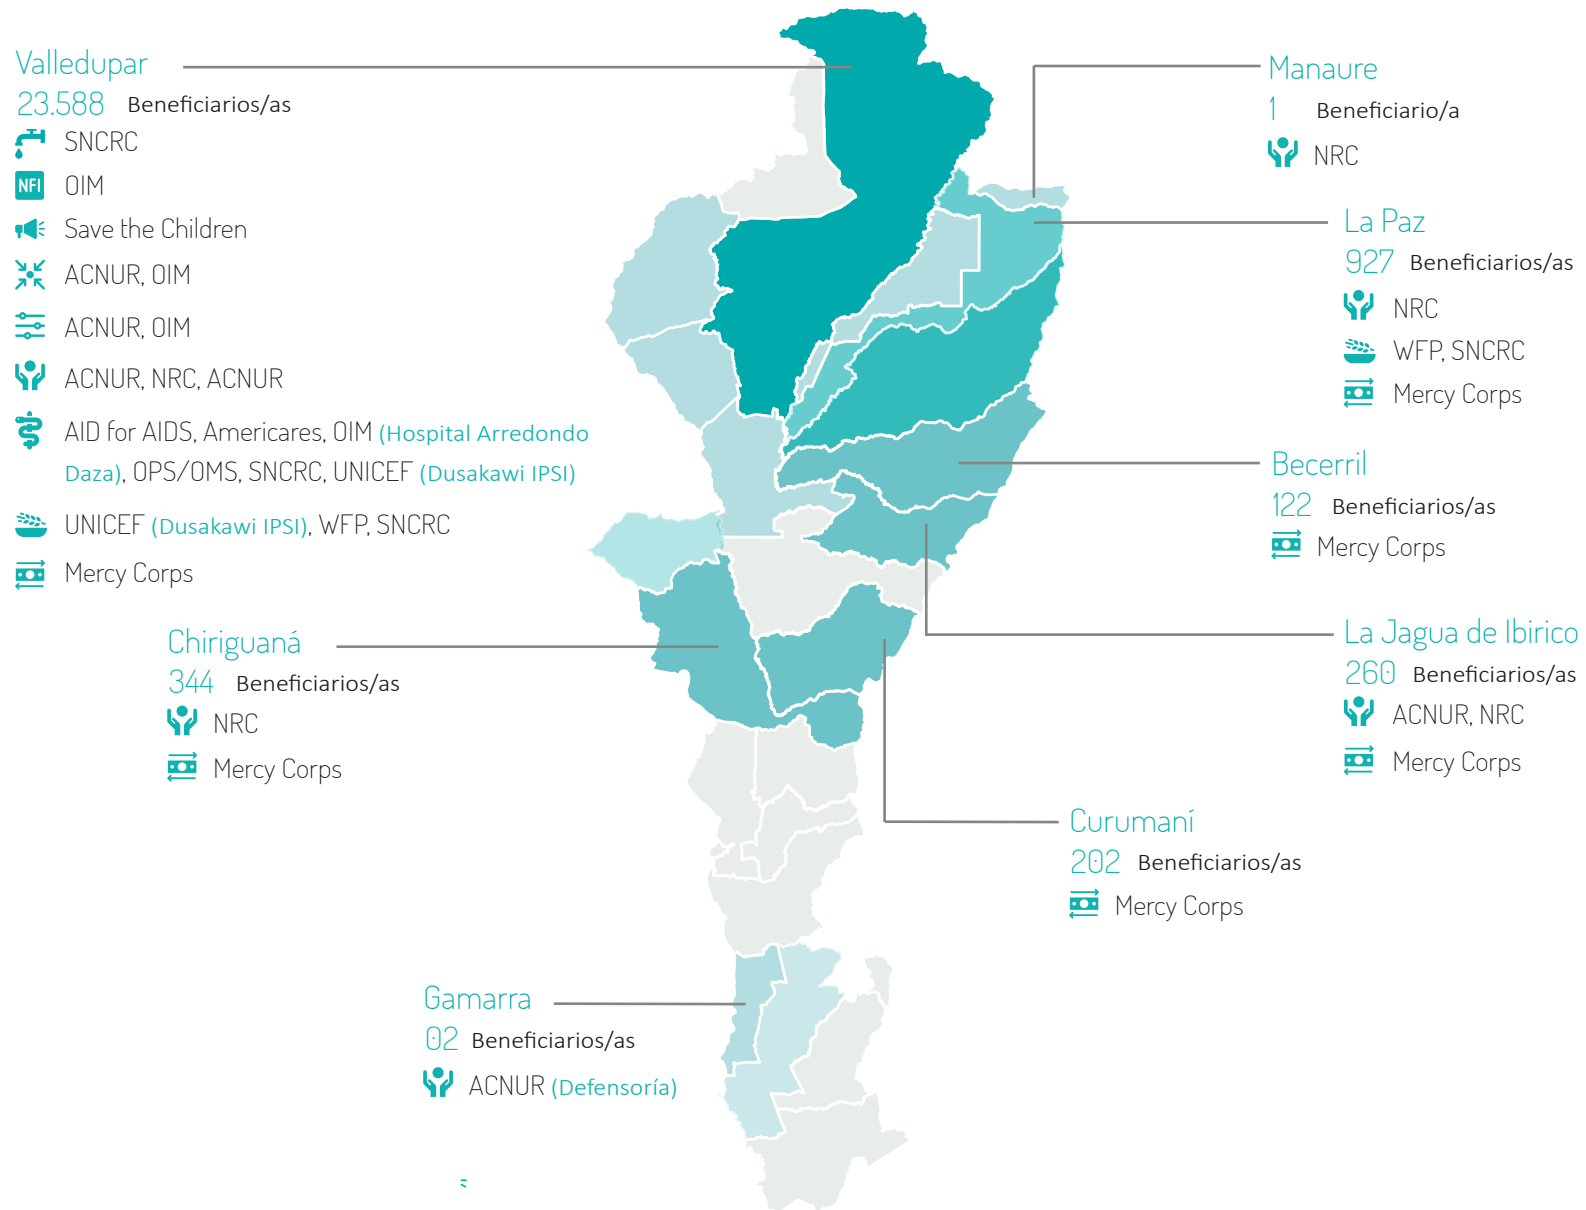 Valledupar
23.588 Beneficiarios/as
SNCRC
NFI OIM
Save the Children
ACNUR, OIM
ACNUR, OIM
ACNUR, NRC, ACNUR
AID for AIDS, Americares, OIM (Hospital Arredondo
Daza), OPS/OMS, SNCRC, UNICEF (Dusakawi IPSI)
UNICEF (Dusakawi IPSI), WFP, SNCRC
Mercy Corps
Manaure
1 Beneficiario/a
NRC
La Paz
927 Beneficiarios/as
NRC
WFP, SNCRC
Mercy Corps
Becerril
122 Beneficiarios/as
Mercy Corps
La Jagua de Ibirico
260 Beneficiarios/as
ACNUR, NRC
Mercy Corps
Chiriguaná
344 Beneficiarios/as
NRC
Mercy Corps
Curumaní
202 Beneficiarios/as
Mercy Corps
Gamarra
02 Beneficiarios/as
ACNUR (Defensoría)